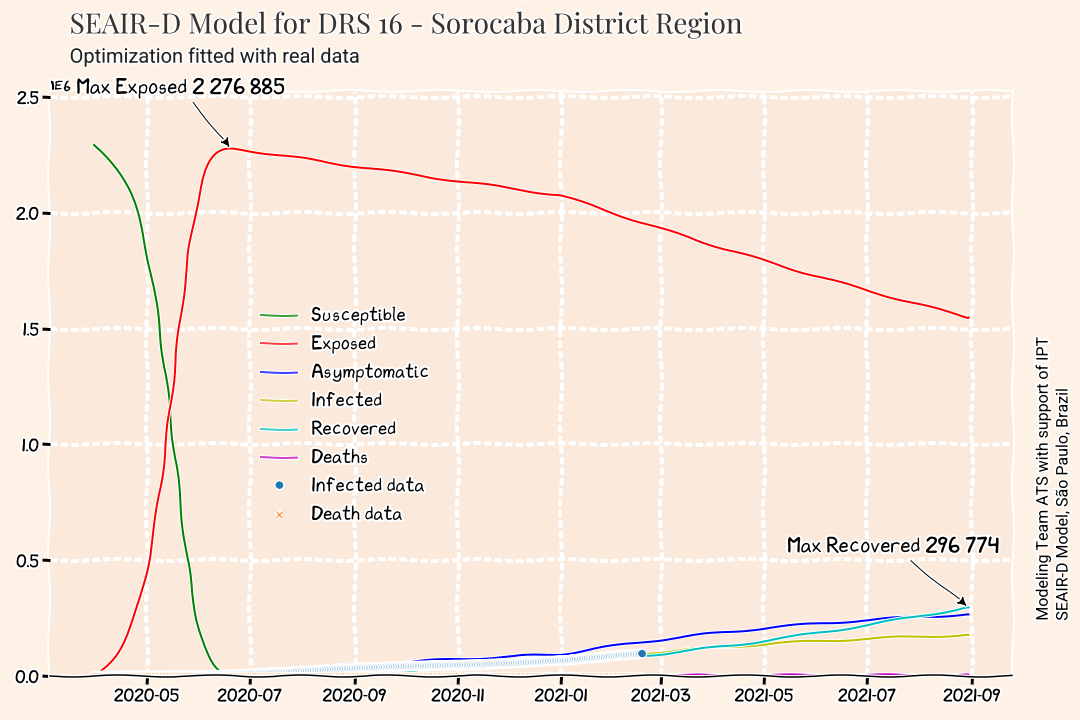 SEAIR-D Model for DRS 16 - Sorocaba District Region
Optimization fitted with real data
1E6 Max Exposed 2 276 885
2.5
2.0
1.5
1.0
0.5
0.0
Susceptible
Exposed
Asymptomatic
Infected
Recovered
Deaths
Infected data
Death data
Max Recovered 296 774
2020-05 2020-07 2020-09 2020-11 2021-01 2021-03 2021-05 2021-07 2021-09
Modeling Team ATS with support of IPT
SEAIR-D Model, São Paulo, Brazil